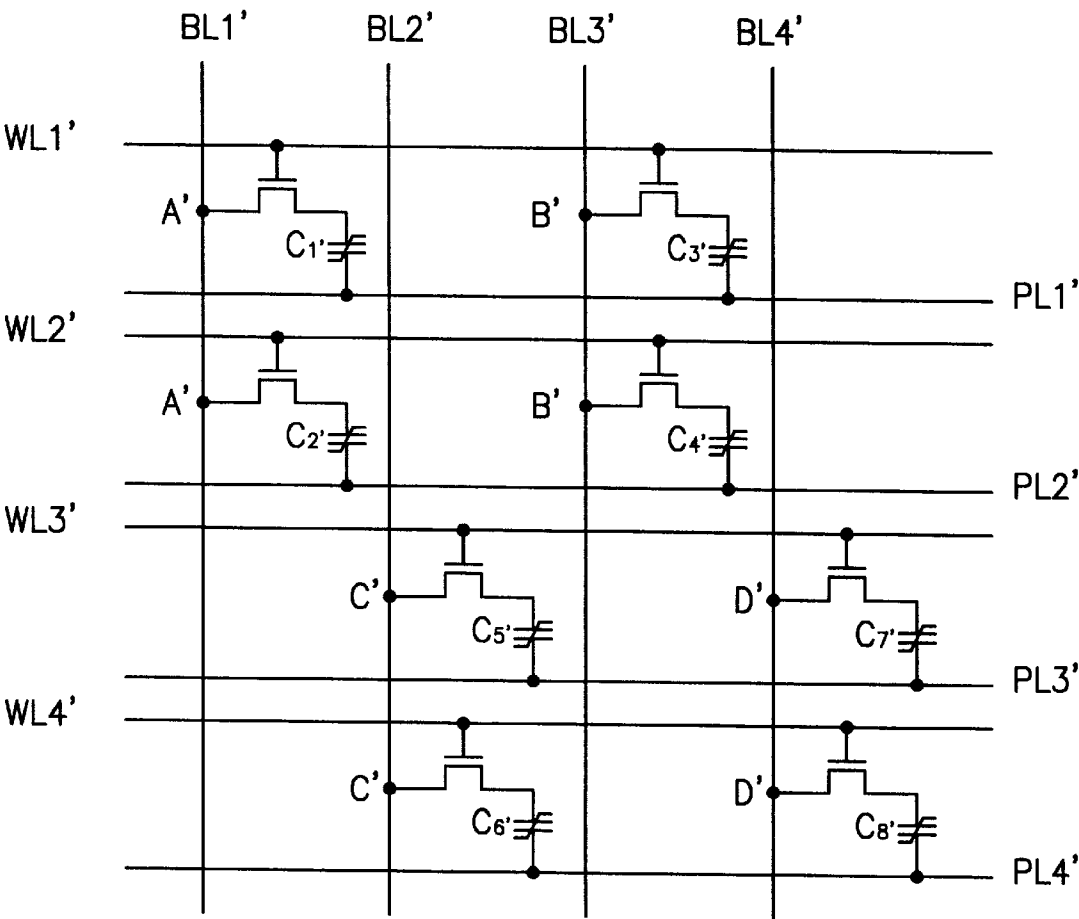 BL1' BL2' BL3' BL4'
WL1'
A' B'
C1' C3'
PL1'
WL2'
A' B'
C2' C4'
PL2'
WL3'
C' D'
C5' C7'
PL3'
WL4'
C' D'
C6' C8'
PL4'